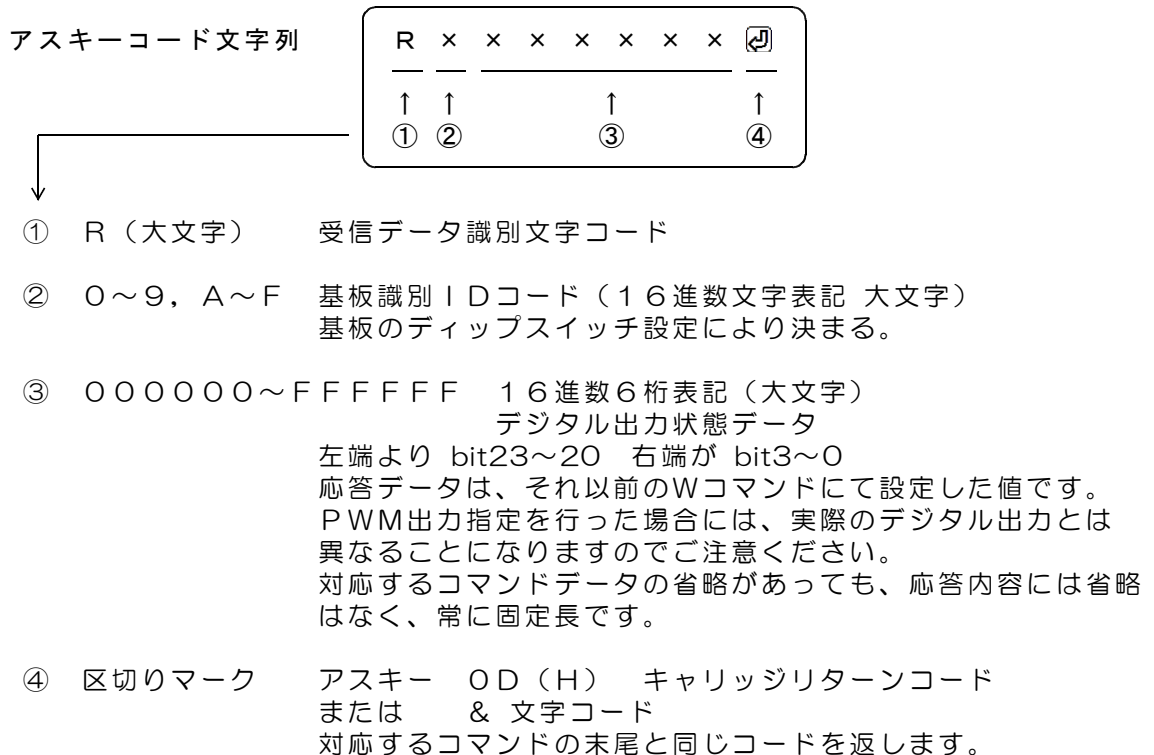 アスキーコード文字列　R × × × × × × × ↵
↑ ↑ ↑ ↑
① ② ③ ④
① R（大文字）　受信データ識別文字コード
② 0～9，A～F　基板識別IDコード（16進数文字表記 大文字）
基板のディップスイッチ設定により決まる。
③ 000000～FFFFFF　16進数6桁表記（大文字）
デジタル出力状態データ
左端より bit23～20　右端が bit3～0
応答データは、それ以前のWコマンドにて設定した値です。
PWM出力指定を行った場合には、実際のデジタル出力とは
異なることになりますのでご注意ください。
対応するコマンドデータの省略があっても、応答内容には省略
はなく、常に固定長です。
④ 区切りマーク　アスキー　0D（H）　キャリッジリターンコード
または　& 文字コード
対応するコマンドの末尾と同じコードを返します。